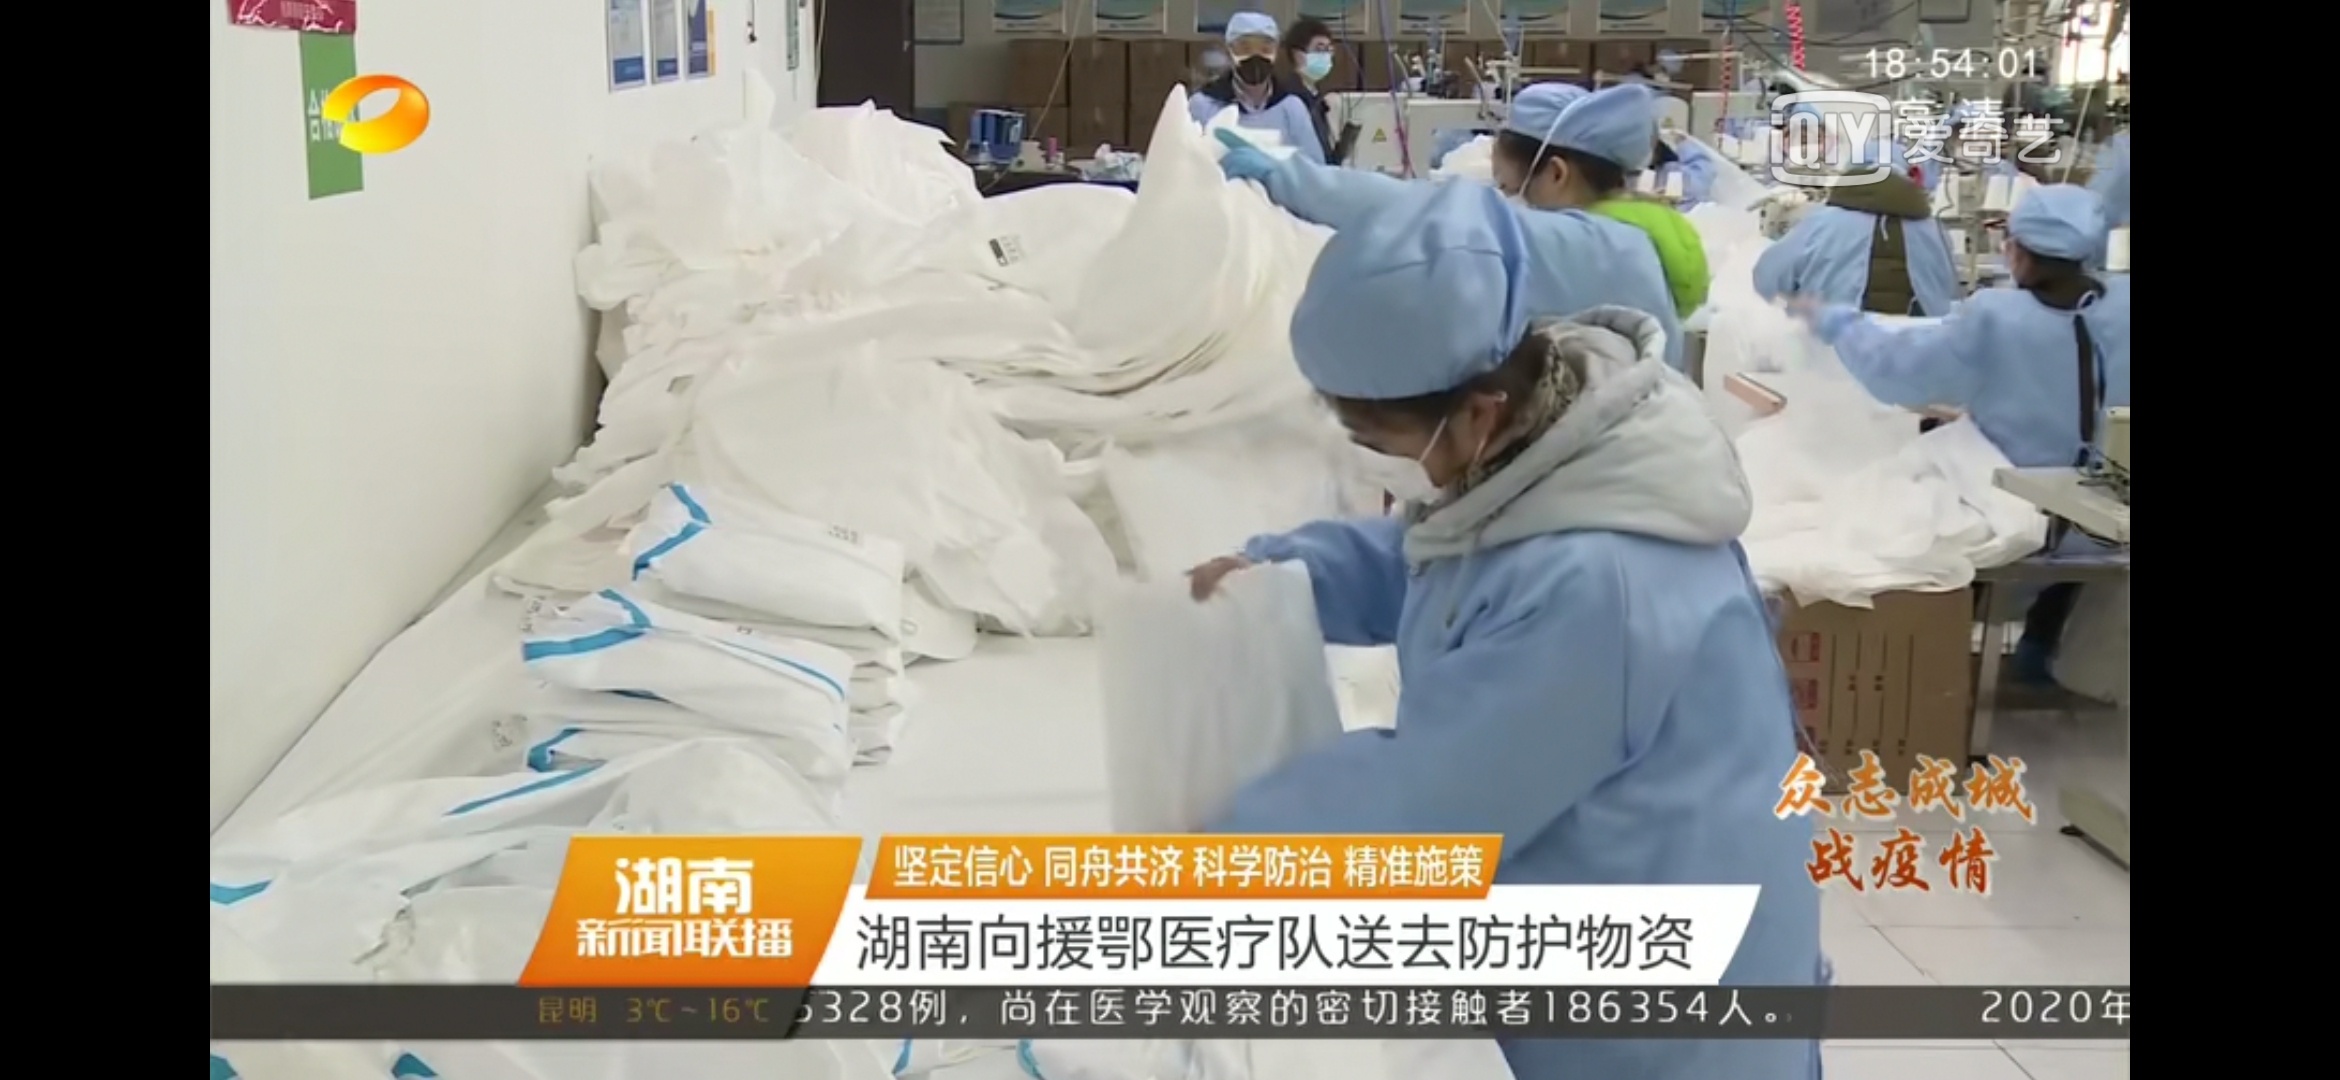 18:54:01
高清
iQIYI 爱奇艺
众志成城
战疫情
坚定信心 同舟共济 科学防治 精准施策
湖南
新闻联播
湖南向援鄂医疗队送去防护物资
昆明 3℃~16℃
5328例，尚在医学观察的密切接触者186354人。 2020年